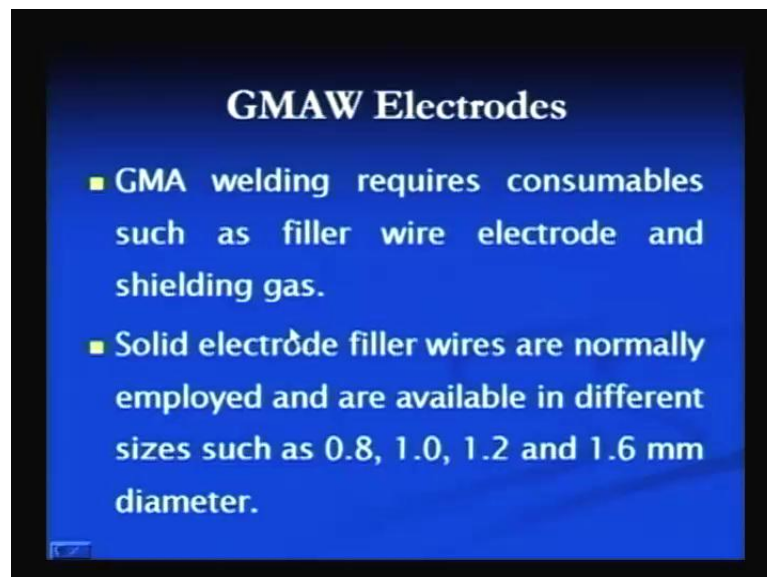 GMAW Electrodes
GMA welding requires consumables
such as filler wire electrode and
shielding gas.
Solid electrode filler wires are normally
employed and are available in different
sizes such as 0.8, 1.0, 1.2 and 1.6 mm
diameter.